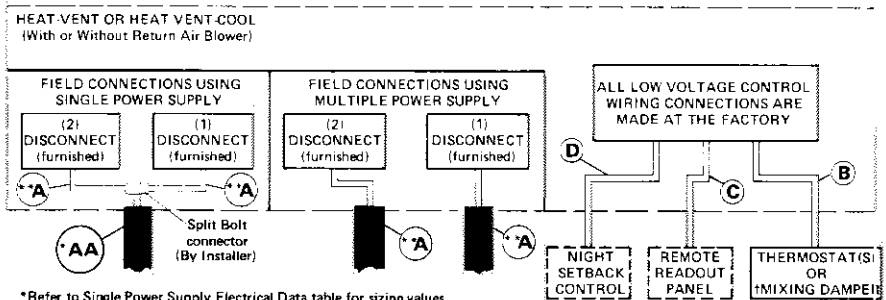 HEAT-VENT OR HEAT VENT-COOL
(With or Without Return Air Blower)
FIELD CONNECTIONS USING
SINGLE POWER SUPPLY
(2)
DISCONNECT
(furnished)
(1)
DISCONNECT
(furnished)
**A
**A
Split Bolt
connector
(By Installer)
*AA
FIELD CONNECTIONS USING
MULTIPLE POWER SUPPLY
(2)
DISCONNECT
(furnished)
(1)
DISCONNECT
(furnished)
**A
**A
ALL LOW VOLTAGE CONTROL
WIRING CONNECTIONS ARE
MADE AT THE FACTORY
D
C
B
NIGHT
SETBACK
CONTROL
REMOTE
READOUT
PANEL
THERMOSTAT(S)
OR
†MIXING DAMPER
*Refer to Single Power Supply Electrical Data table for sizing values